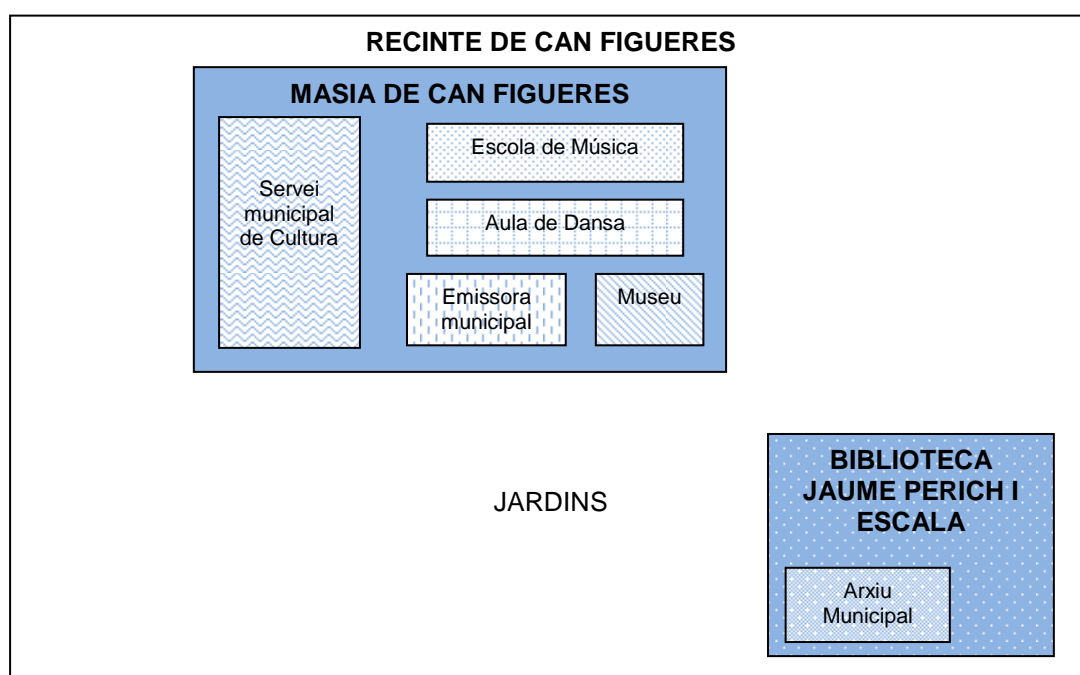 RECINTE DE CAN FIGUERES
MASIA DE CAN FIGUERES
Servei
municipal
de Cultura
Escola de Música
Aula de Dansa
Emissora
municipal
Museu
JARDINS
BIBLIOTECA
JAUME PERICH I
ESCALA
Arxiu
Municipal